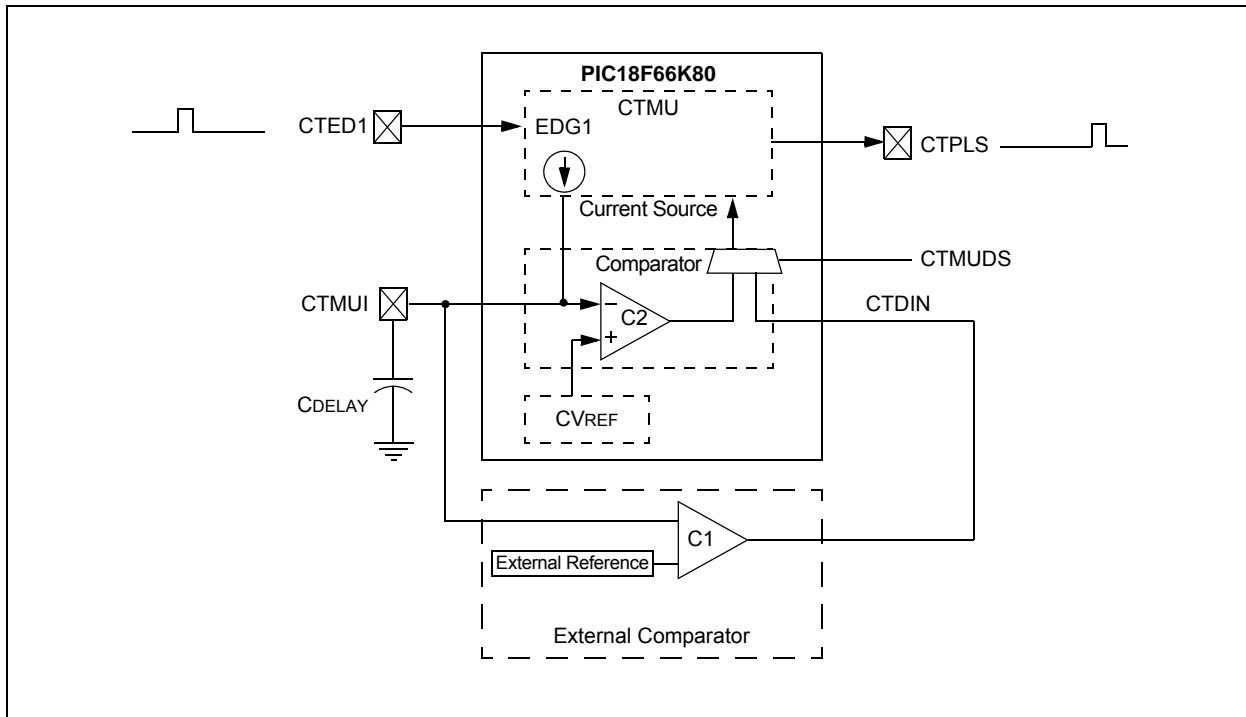 PIC18F66K80
CTMU
CTED1
EDG1
CTPLS
Current Source
Comparator
CTMUDS
CTMUI
C2
CTDIN
CDELAY
CVREF
C1
External Reference
External Comparator